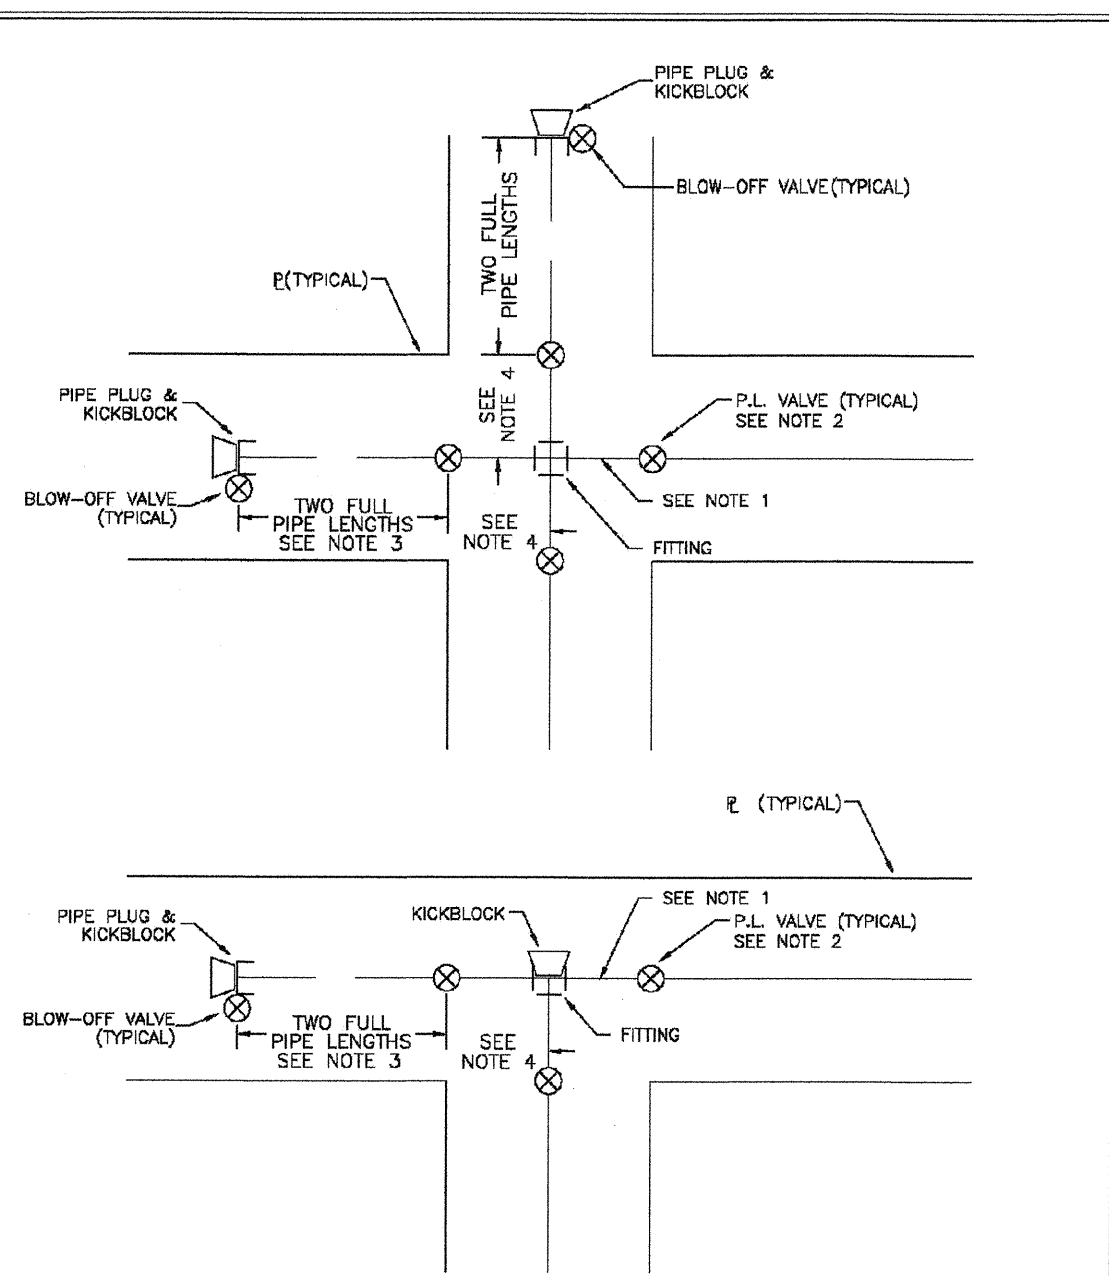 PIPE PLUG &
KICKBLOCK
BLOW-OFF VALVE(TYPICAL)
TWO FULL
PIPE LENGTHS
℄(TYPICAL)
SEE
NOTE 4
PIPE PLUG &
KICKBLOCK
P.L. VALVE (TYPICAL)
SEE NOTE 2
BLOW-OFF VALVE
(TYPICAL)
TWO FULL
PIPE LENGTHS
SEE NOTE 3
SEE
NOTE 4
SEE NOTE 1
FITTING
PL (TYPICAL)
PIPE PLUG &
KICKBLOCK
KICKBLOCK
SEE NOTE 1
P.L. VALVE (TYPICAL)
SEE NOTE 2
BLOW-OFF VALVE
(TYPICAL)
TWO FULL
PIPE LENGTHS
SEE NOTE 3
SEE
NOTE 4
FITTING